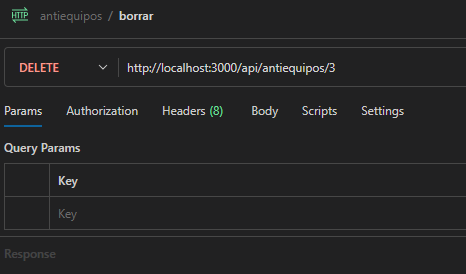 HTTP antiequipos / borrar
DELETE http://localhost:3000/api/antiequipos/3
Params Authorization Headers (8) Body Scripts Settings
Query Params
Key
Key
Response